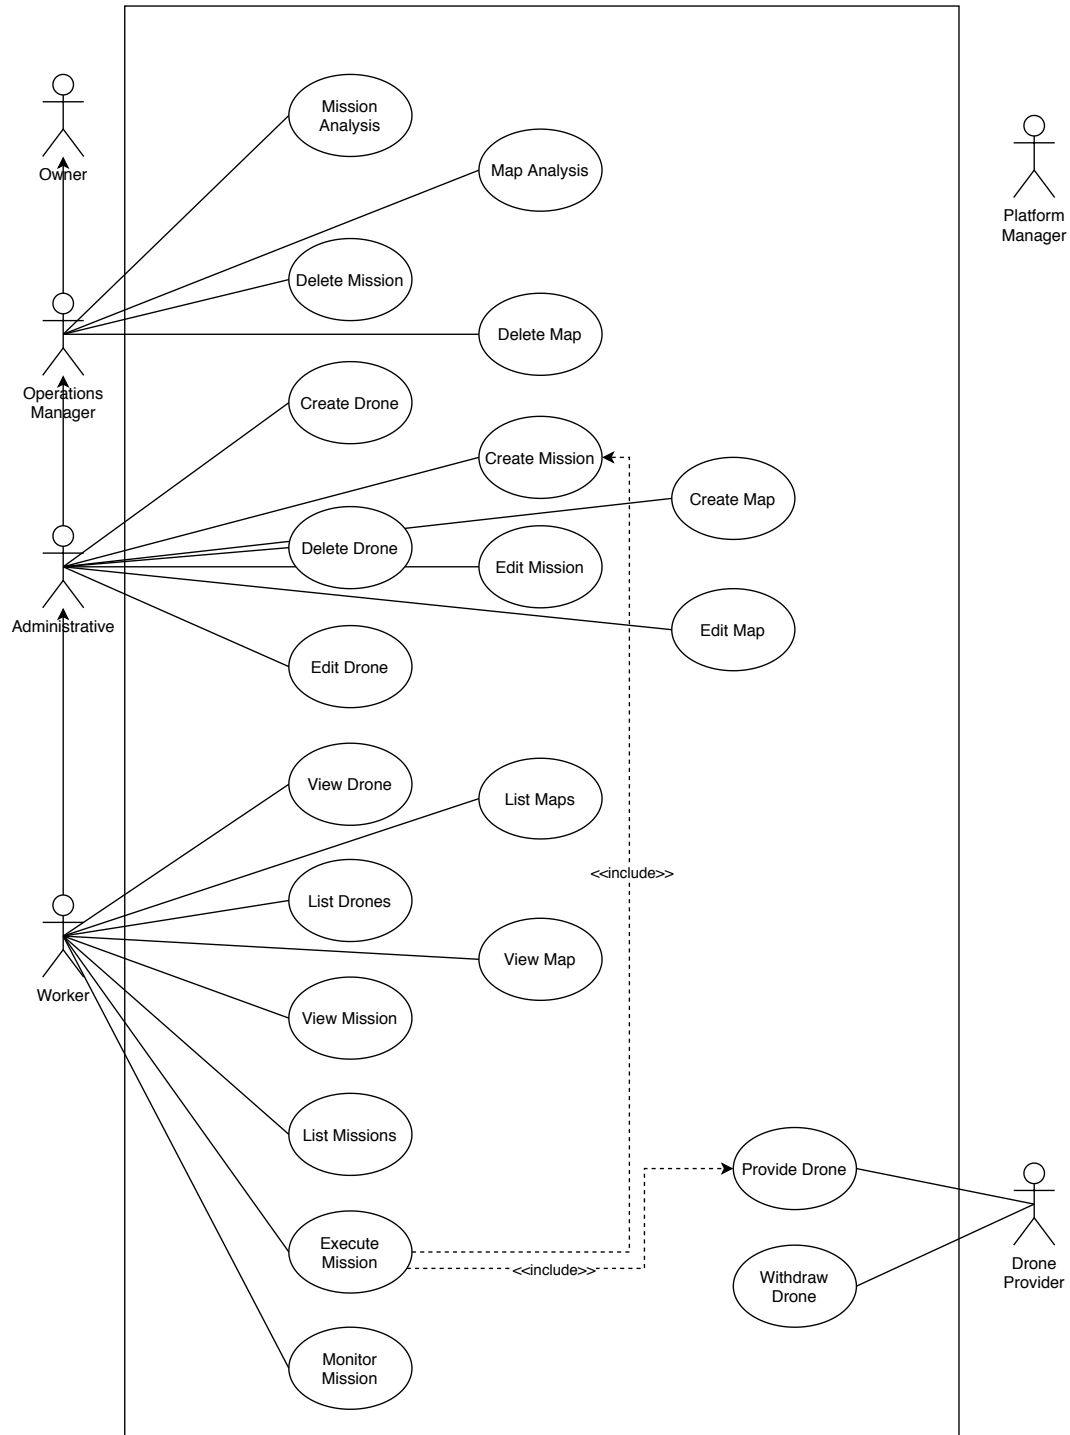 Mission
Analysis
Map Analysis
Owner
Platform
Manager
Delete Mission
Delete Map
Operations
Manager
Create Drone
Create Mission
Create Map
Delete Drone
Edit Mission
Administrative
Edit Map
Edit Drone
View Drone
List Maps
<<include>>
List Drones
View Map
Worker
View Mission
List Missions
Provide Drone
Execute
Mission
<<include>>
Drone
Provider
Withdraw
Drone
Monitor
Mission